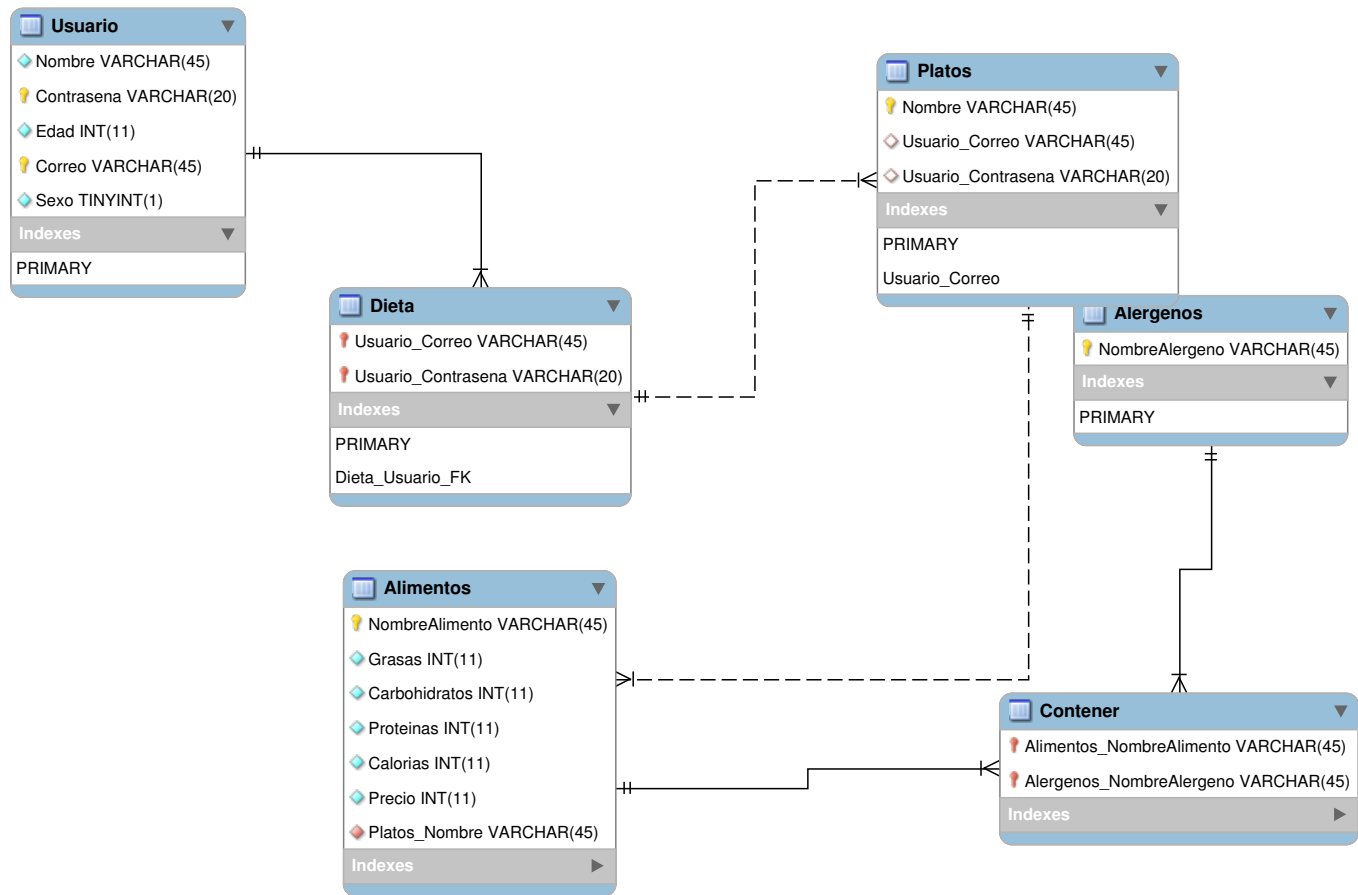 Usuario
Nombre VARCHAR(45)
Contrasena VARCHAR(20)
Edad INT(11)
Correo VARCHAR(45)
Sexo TINYINT(1)
Indexes
PRIMARY
Platos
Nombre VARCHAR(45)
Usuario_Correo VARCHAR(45)
Usuario_Contrasena VARCHAR(20)
Indexes
PRIMARY
Usuario_Correo
Dieta
Usuario_Correo VARCHAR(45)
Usuario_Contrasena VARCHAR(20)
Indexes
PRIMARY
Dieta_Usuario_FK
Alergenos
NombreAlergeno VARCHAR(45)
Indexes
PRIMARY
Alimentos
NombreAlimento VARCHAR(45)
Grasas INT(11)
Carbohidratos INT(11)
Proteinas INT(11)
Calorias INT(11)
Precio INT(11)
Platos_Nombre VARCHAR(45)
Indexes
Contener
Alimentos_NombreAlimento VARCHAR(45)
Alergenos_NombreAlergeno VARCHAR(45)
Indexes